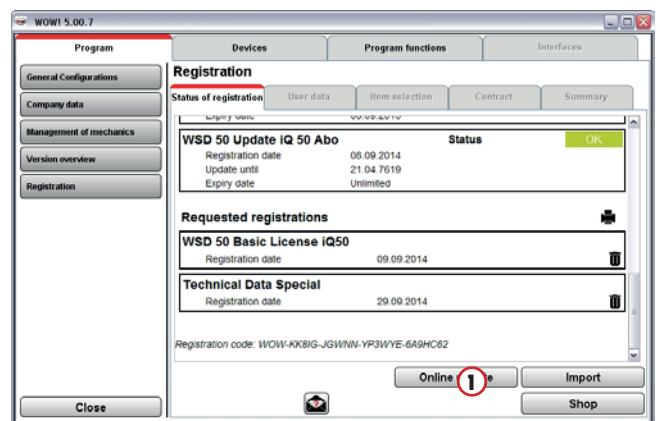 WOW! 5.00.7
Program
Devices
Program functions
Interfaces
General Configurations
Company data
Management of mechanics
Version overview
Registration
Close
Registration
Status of registration
User data
Item selection
Contract
Summary
Expiry date
WSD 50 Update iQ 50 Abo Status OK
Registration date 08.09.2014
Update until 21.04.7619
Expiry date Unlimited
Requested registrations
WSD 50 Basic License iQ50
Registration date 09.09.2014
Technical Data Special
Registration date 29.09.2014
Registration code: WOW-KK8IG-JGWNN-YP3WYE-6A9HC62
Online
1
Import
Shop